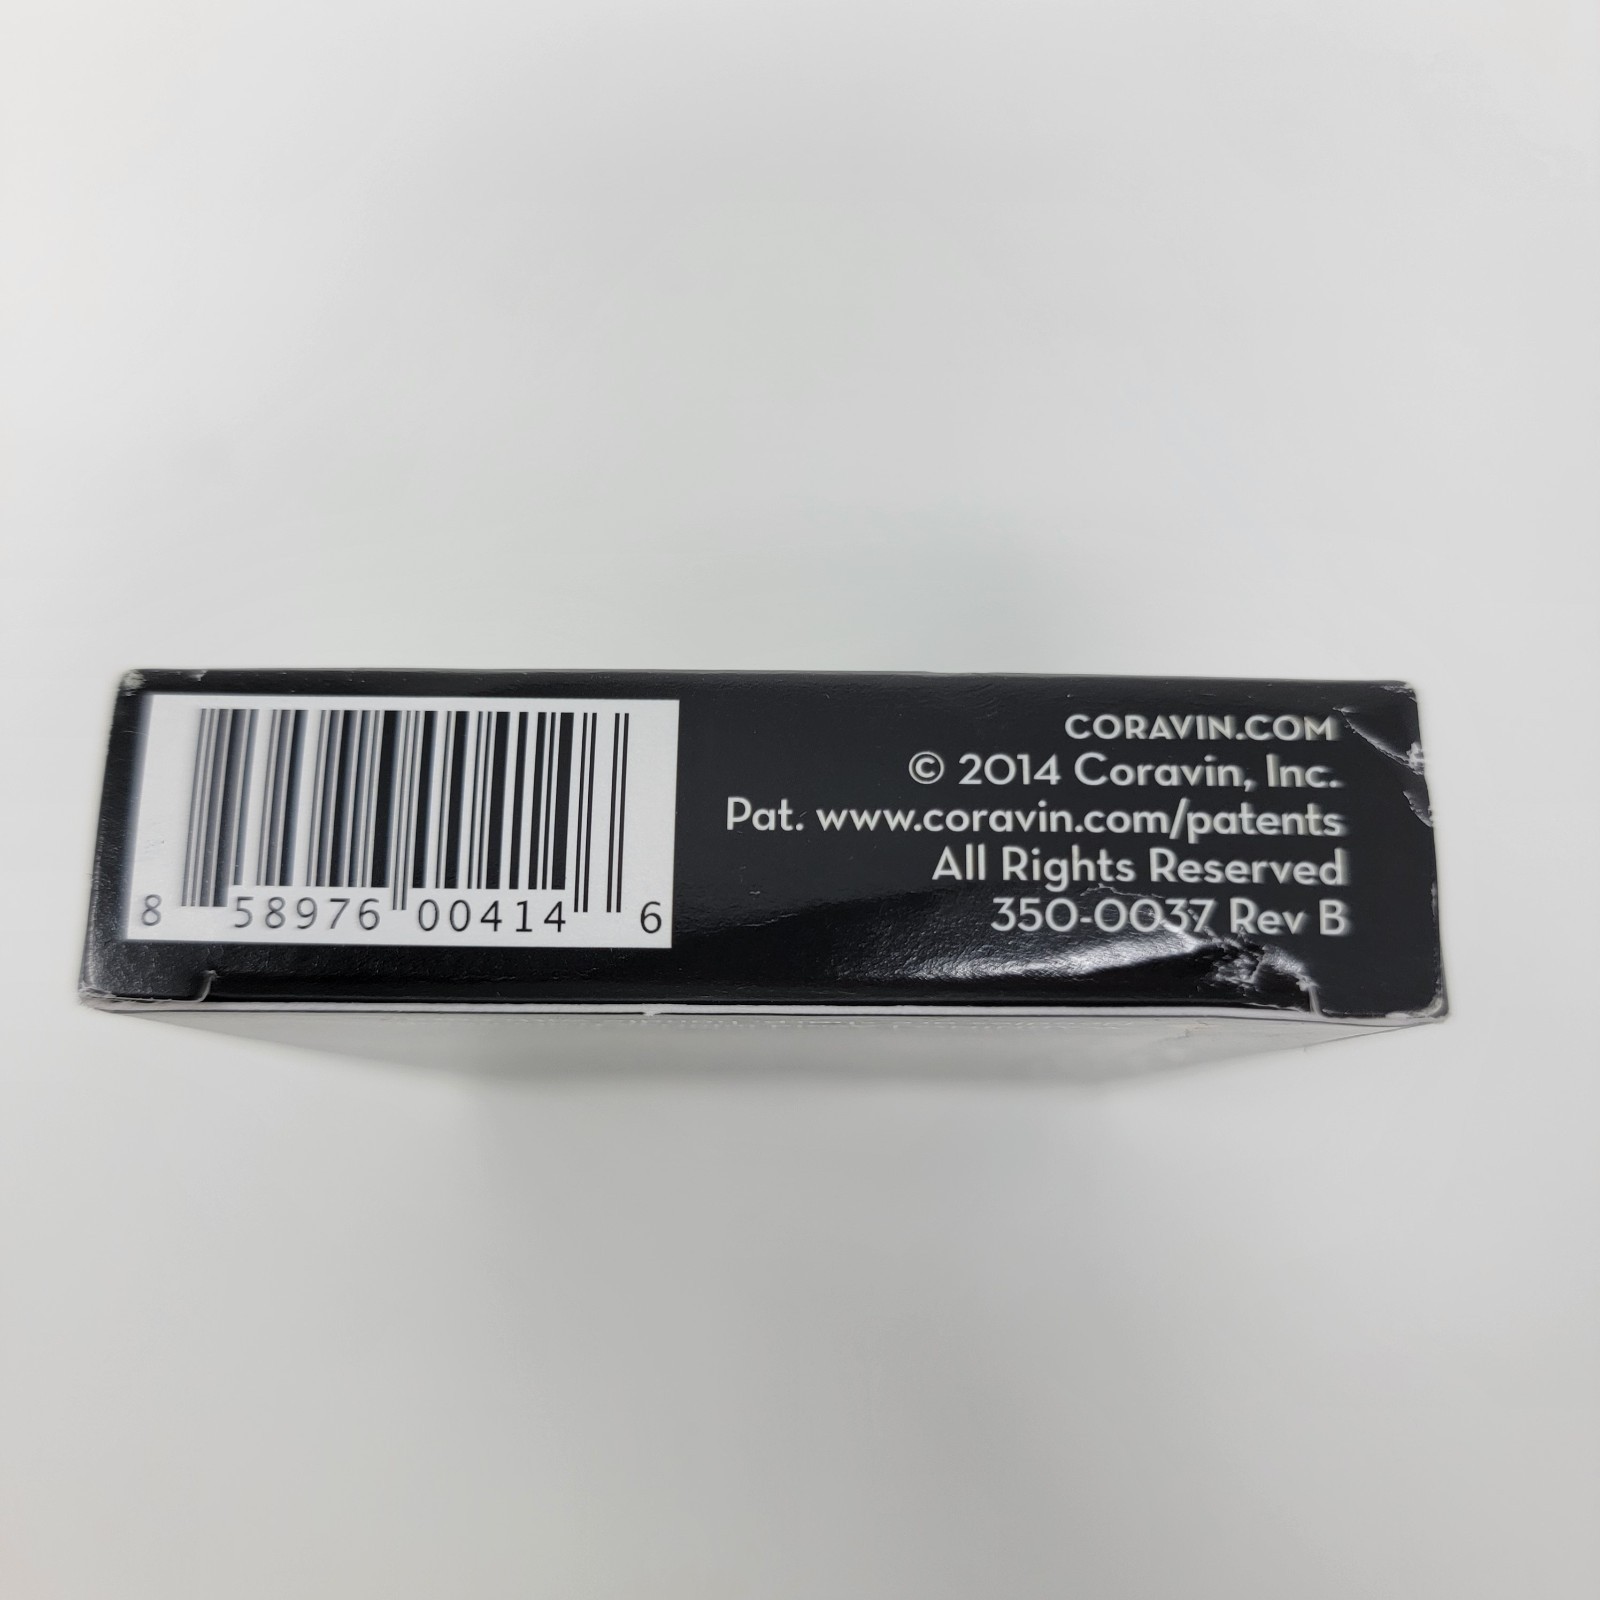 8 58976 00414 6
CORAVIN.COM
© 2014 Coravin, Inc.
Pat. www.coravin.com/patents
All Rights Reserved
350-0037 Rev B